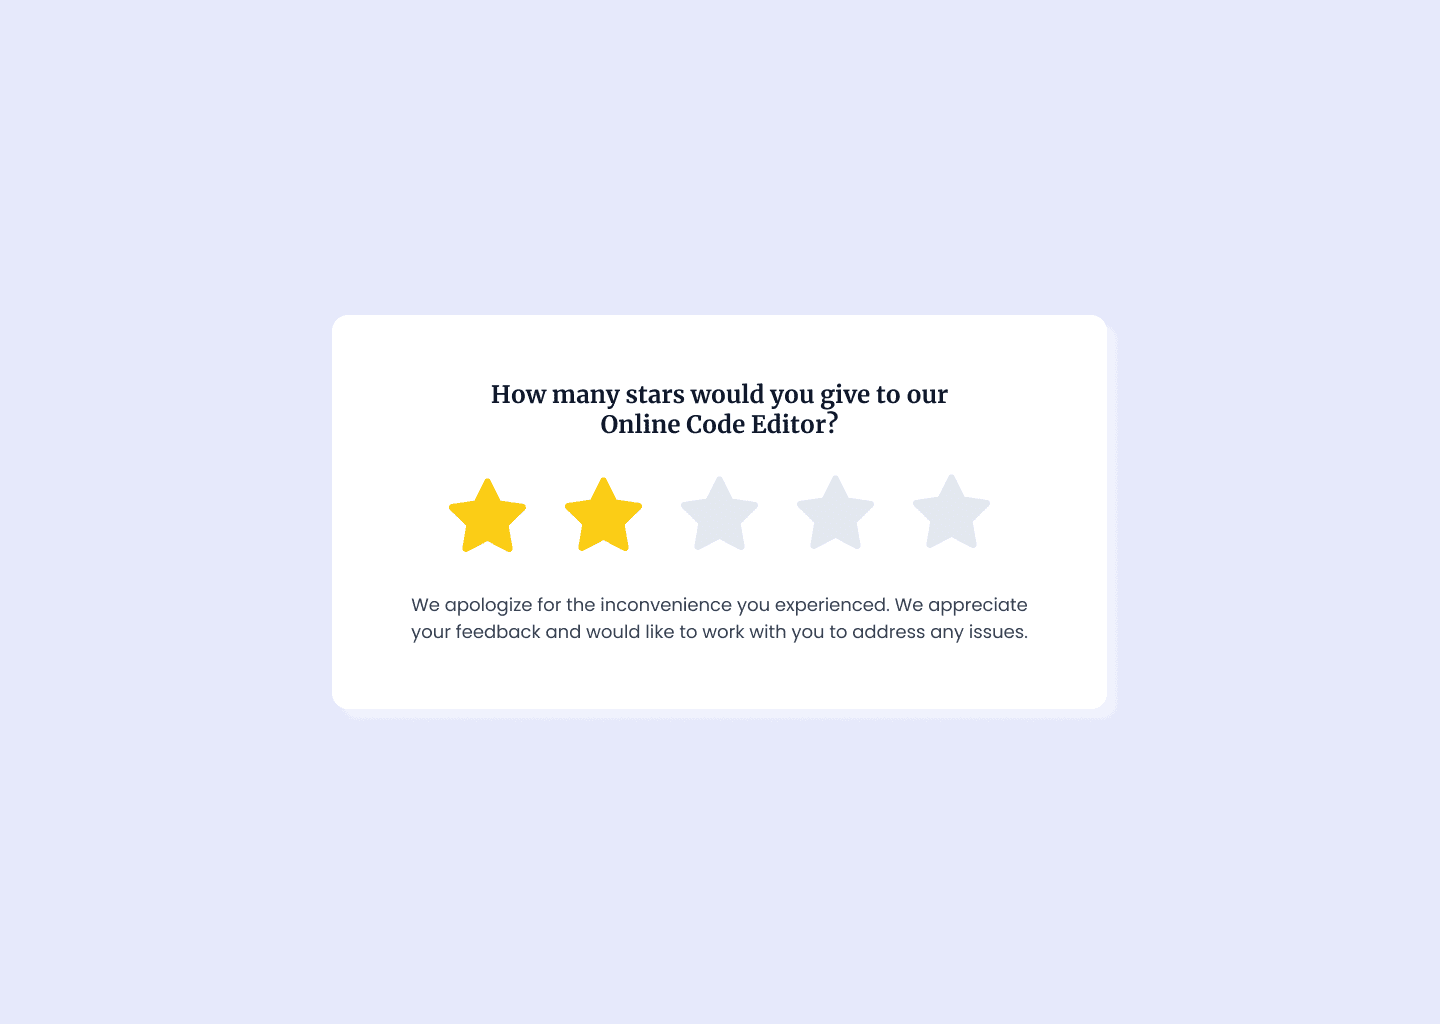 How many stars would you give to our
Online Code Editor?
We apologize for the inconvenience you experienced. We appreciate
your feedback and would like to work with you to address any issues.